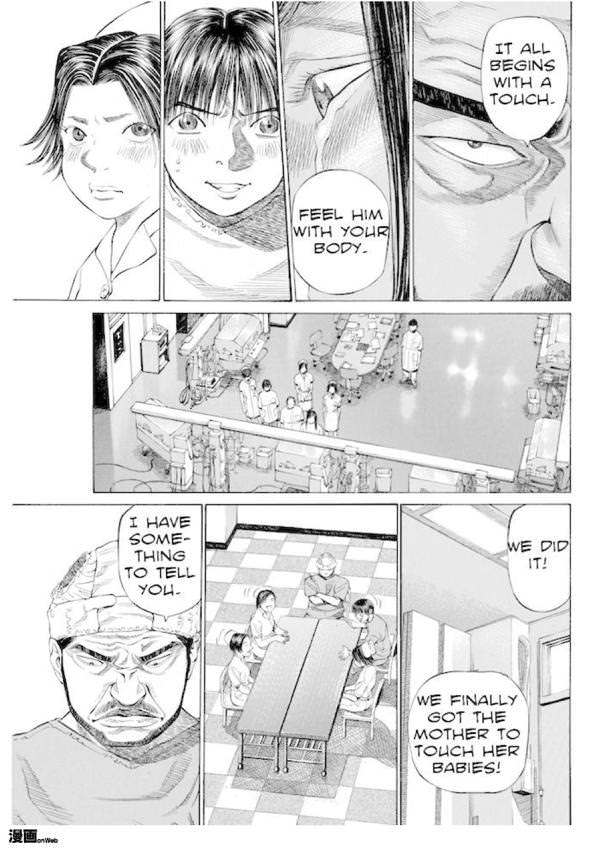 IT ALL
BEGINS
WITH A
TOUCH.
FEEL HIM
WITH YOUR
BODY.
WE DID
IT!
WE FINALLY
GOT THE
MOTHER TO
TOUCH HER
BABIES!
I HAVE
SOME-
THING
TO TELL
YOU.
漫画onWeb